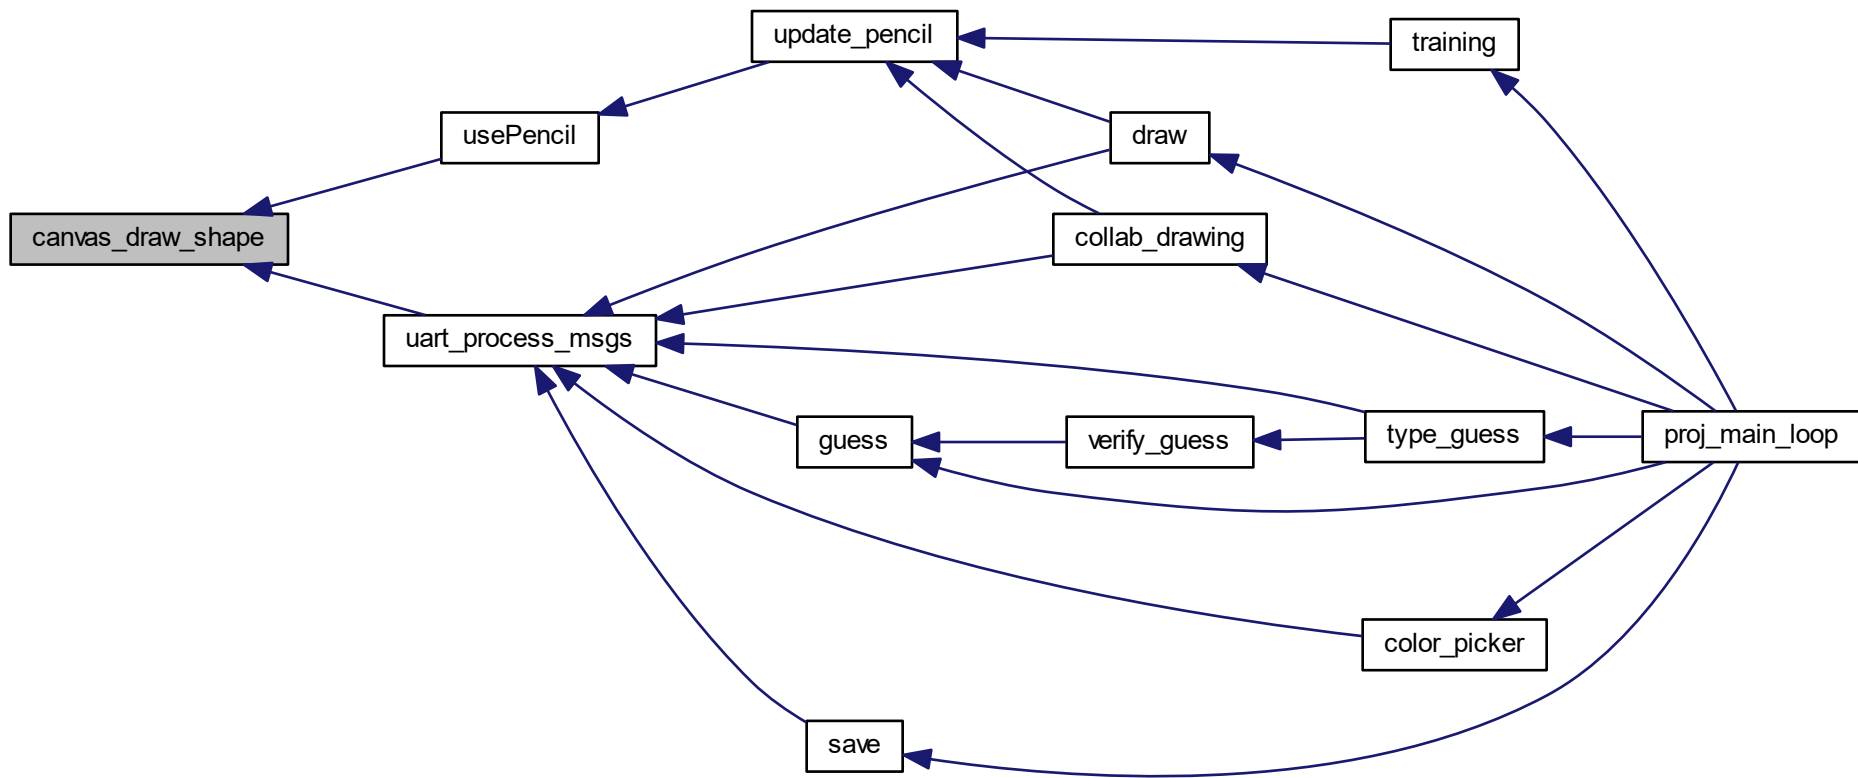 update_pencil
training
usePencil
draw
canvas_draw_shape
collab_drawing
uart_process_msgs
guess
verify_guess
type_guess
proj_main_loop
color_picker
save